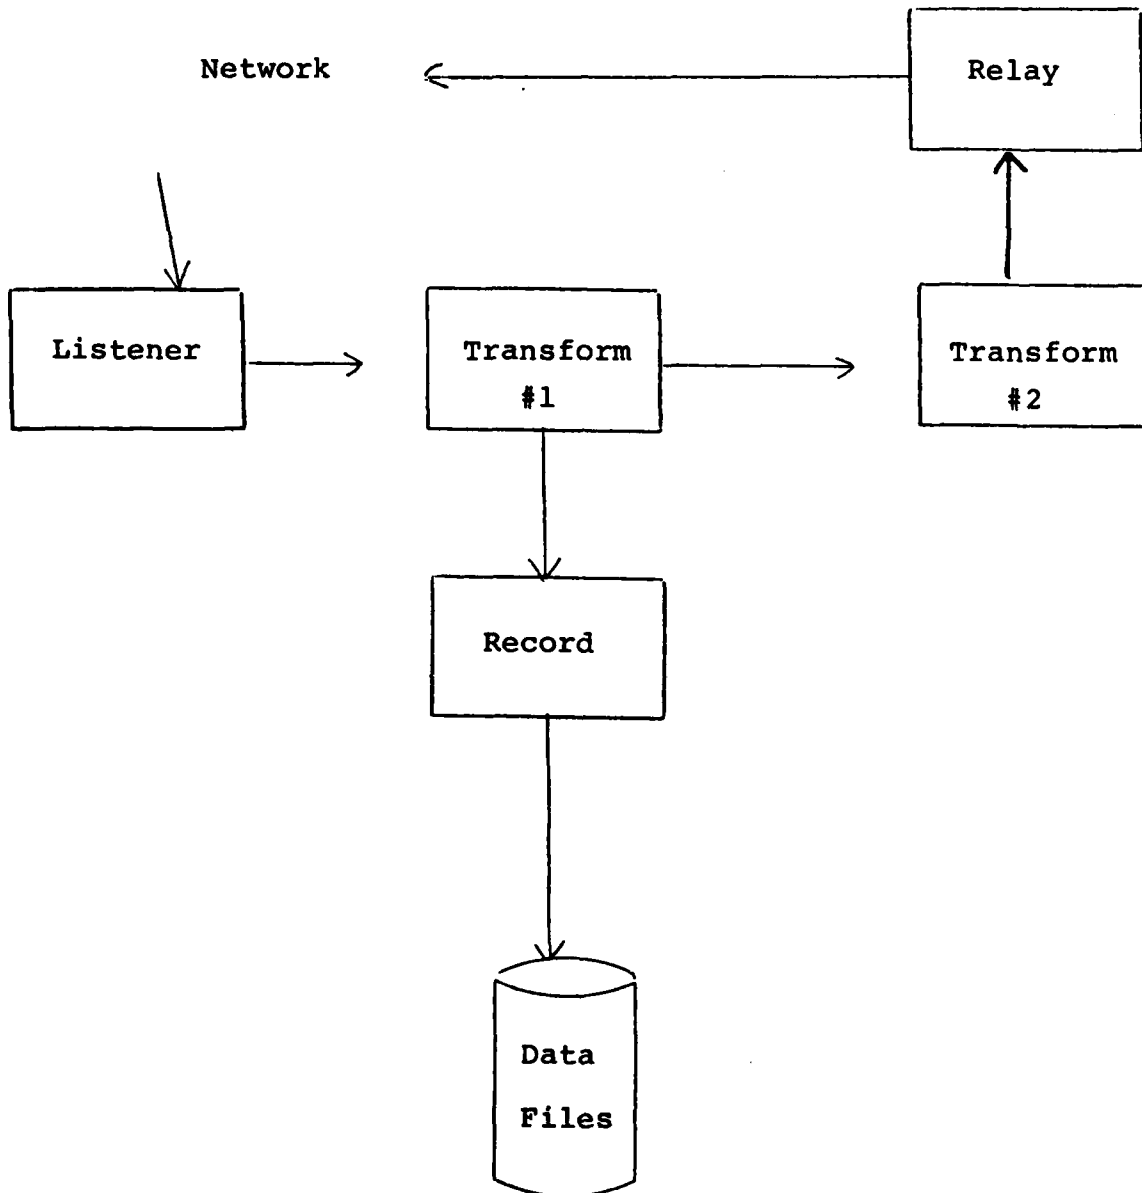 Network
Relay
Listener
Transform
#1
Transform
#2
Record
Data
Files